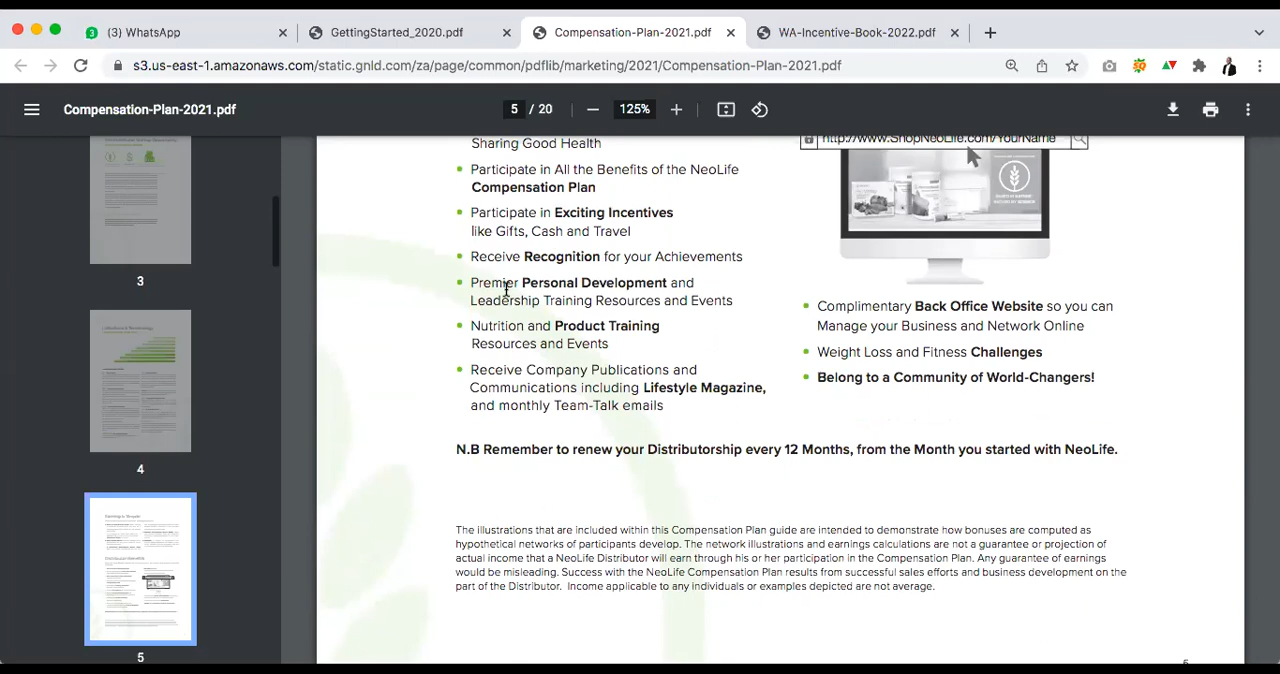 (3) WhatsApp
GettingStarted_2020.pdf
Compensation-Plan-2021.pdf
WA-Incentive-Book-2022.pdf
s3.us-east-1.amazonaws.com/static.gnld.com/za/page/common/pdflib/marketing/2021/Compensation-Plan-2021.pdf
Compensation-Plan-2021.pdf
5 / 20
125%
3
4
5
Sharing Good Health
Participate in All the Benefits of the NeoLife
Compensation Plan
Participate in Exciting Incentives
like Gifts, Cash and Travel
Receive Recognition for your Achievements
Premier Personal Development and
Leadership Training Resources and Events
Nutrition and Product Training
Resources and Events
Receive Company Publications and
Communications including Lifestyle Magazine,
and monthly Team-Talk emails
http://www.ShopNeoLife.com/YourName
Complimentary Back Office Website so you can
Manage your Business and Network Online
Weight Loss and Fitness Challenges
Belong to a Community of World-Changers!
N.B Remember to renew your Distributorship every 12 Months, from the Month you started with NeoLife.
The illustrations that are included within this Compensation Plan guide are meant to demonstrate how bonuses are computed as
hypothetical networks of participants develop. The network illustrations and earnings calculations are not a guarantee or projection of
actual income that a NeoLife Distributor will earn through his or her participation in the Compensation Plan. Any guarantee of earnings
would be misleading. Success with the NeoLife Compensation Plan results from successful sales efforts and business development on the
part of the Distributor. Income applicable to any individuals or examples depicted are not average.